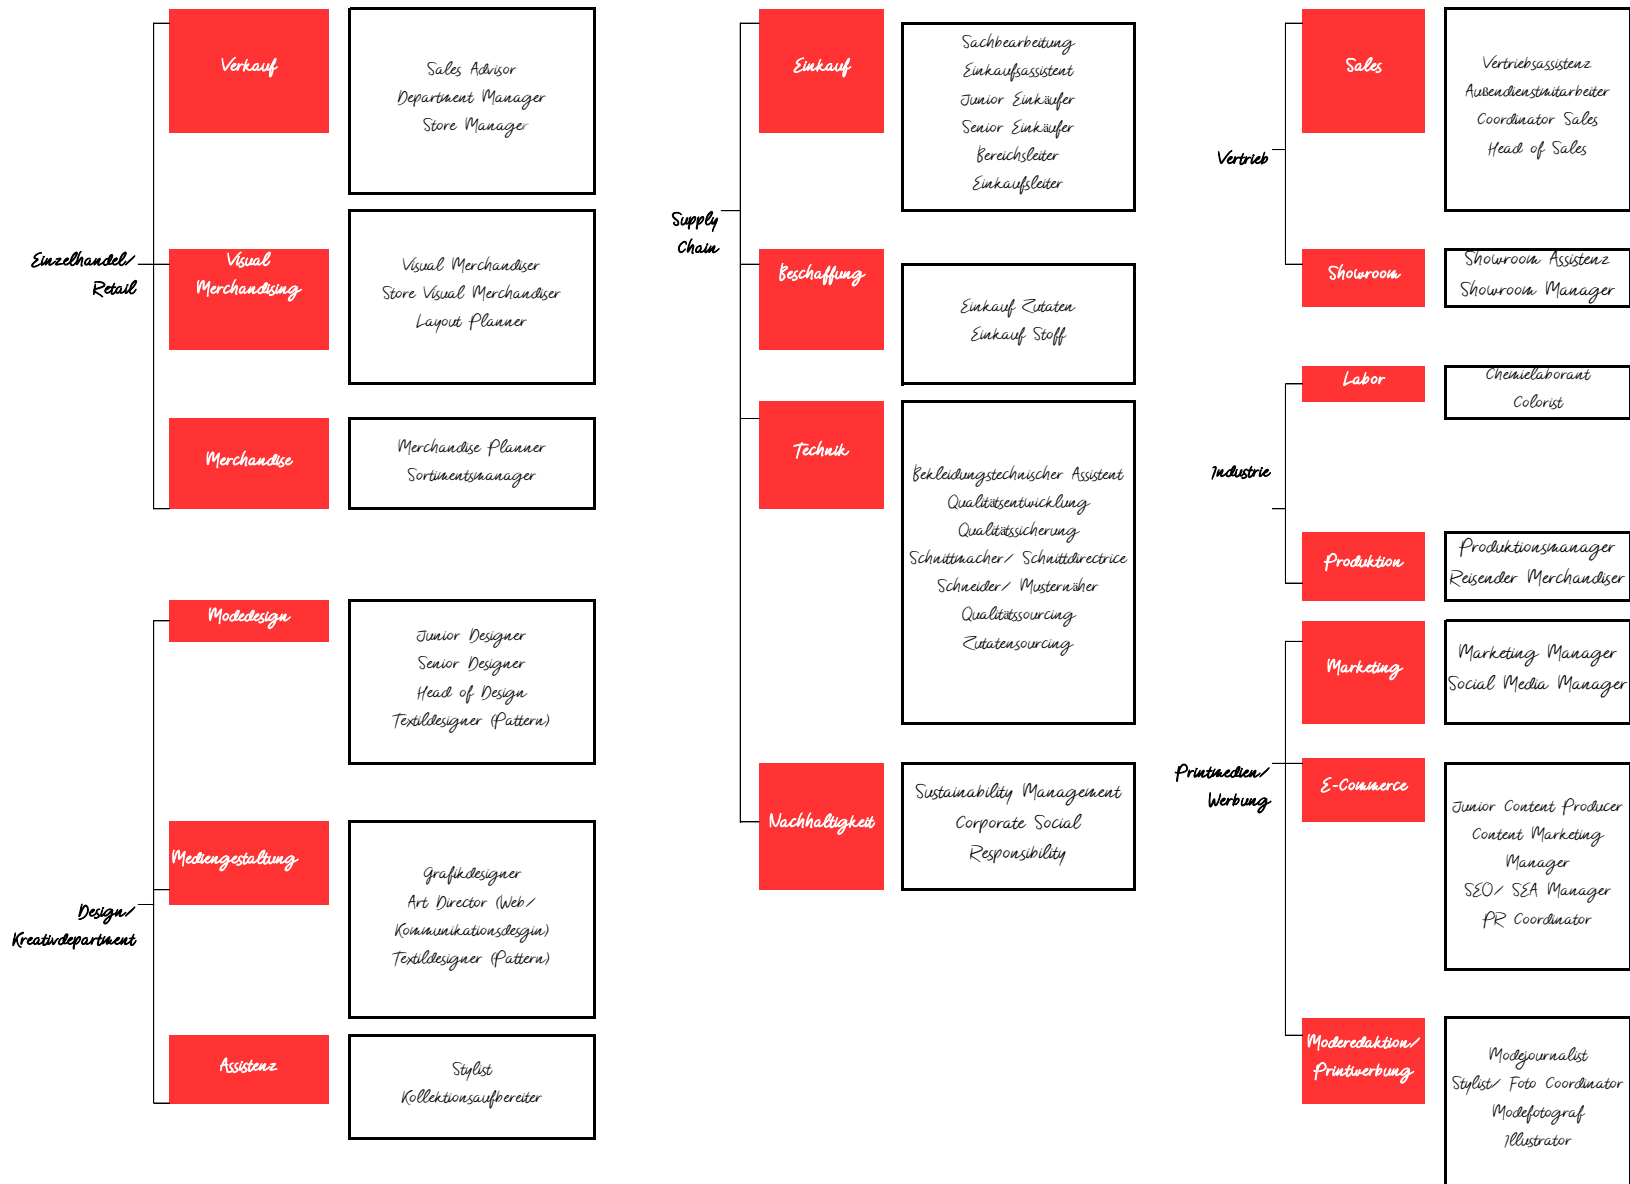 Einzelhandel/
Retail
Verkauf
Sales Advisor
Department Manager
Store Manager
Visual
Merchandising
Visual Merchandiser
Store Visual Merchandiser
Layout Planner
Merchandise
Merchandise Planner
Sortimentsmanager
Design/
Kreativdepartment
Modedesign
Junior Designer
Senior Designer
Head of Design
Textildesigner (Pattern)
Mediengestaltung
Grafikdesigner
Art Director (Web/
Kommunikationsdesgin)
Textildesigner (Pattern)
Assistenz
Stylist
Kollektionsaufbereiter
Supply
Chain
Einkauf
Sachbearbeitung
Einkaufsassistent
Junior Einkäufer
Senior Einkäufer
Bereichsleiter
Einkaufsleiter
Beschaffung
Einkauf Zutaten
Einkauf Stoff
Technik
Bekleidungstechnischer Assistent
Qualitätsentwicklung
Qualitätssicherung
Schnittmacher/ Schnittdirectrice
Schneider/ Musternäher
Qualitätssourcing
Zutatensourcing
Nachhaltigkeit
Sustainability Management
Corporate Social
Responsibility
Vertrieb
Sales
Vertriebsassistenz
Außendienstmitarbeiter
Coordinator Sales
Head of Sales
Showroom
Showroom Assistenz
Showroom Manager
Industrie
Labor
Chemielaborant
Colorist
Produktion
Produktionsmanager
Reisender Merchandiser
Printmedien/
Werbung
Marketing
Marketing Manager
Social Media Manager
E-Commerce
Junior Content Producer
Content Marketing
Manager
SEO/ SEA Manager
PR Coordinator
Moderedaktion/
Printwerbung
Modejournalist
Stylist/ Foto Coordinator
Modefotograf
Illustrator